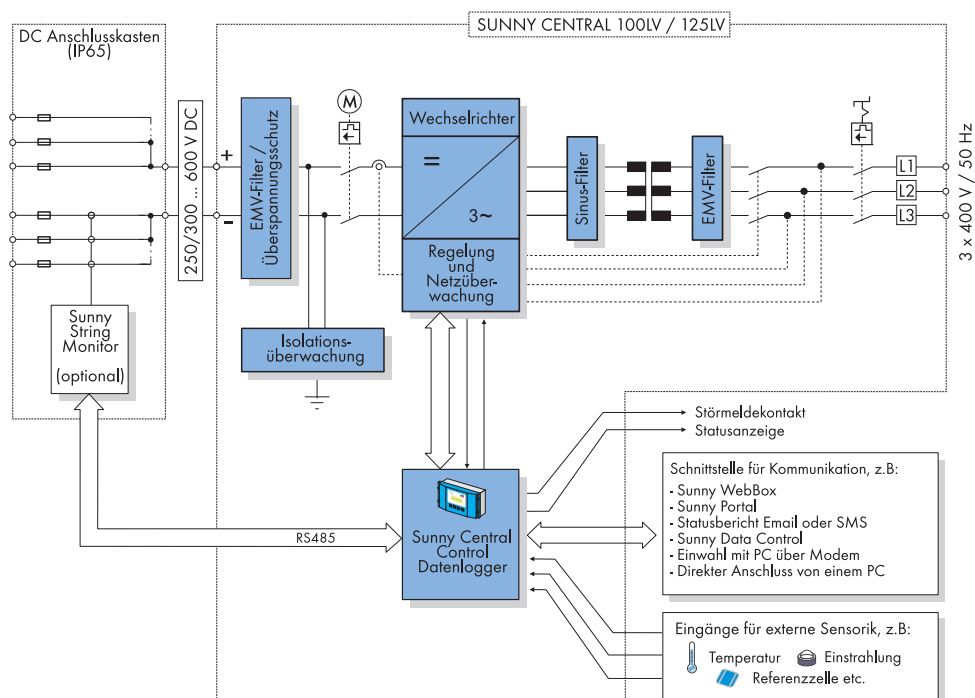 SUNNY CENTRAL 100LV / 125LV
DC Anschlusskasten
(IP65)
250/300 ... 600 V DC
+
-
EMV-Filter /
Überspannungsschutz
M
Wechselrichter
=
3~
Regelung
und
Netzüber-
wachung
Sinus-Filter
EMV-Filter
L1
L2
L3
3 x 400 V / 50 Hz
Sunny
String
Monitor
(optional)
Isolations-
überwachung
Störmeldekontakt
Statusanzeige
RS485
Sunny Central
Control
Datenlogger
Schnittstelle für Kommunikation, z.B:
- Sunny WebBox
- Sunny Portal
- Statusbericht Email oder SMS
- Sunny Data Control
- Einwahl mit PC über Modem
- Direkter Anschluss von einem PC
Eingänge für externe Sensorik, z.B:
Temperatur
Einstrahlung
Referenzzelle etc.